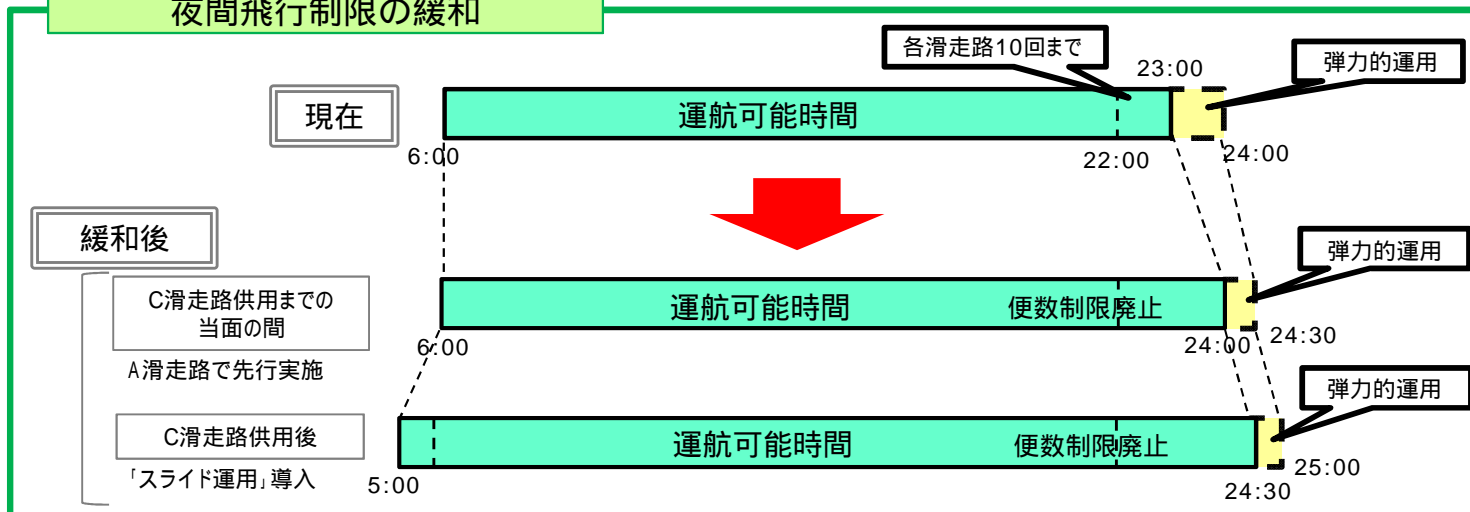 夜間飛行制限の緩和
各滑走路10回まで
23:00
弾力的運用
現在
運航可能時間
6:00
22:00
24:00
緩和後
弾力的運用
C滑走路供用までの
当面の間
運航可能時間
便数制限廃止
6:00
24:00
24:30
A滑走路で先行実施
弾力的運用
C滑走路供用後
運航可能時間
便数制限廃止
「スライド運用」導入
5:00
24:30
25:00